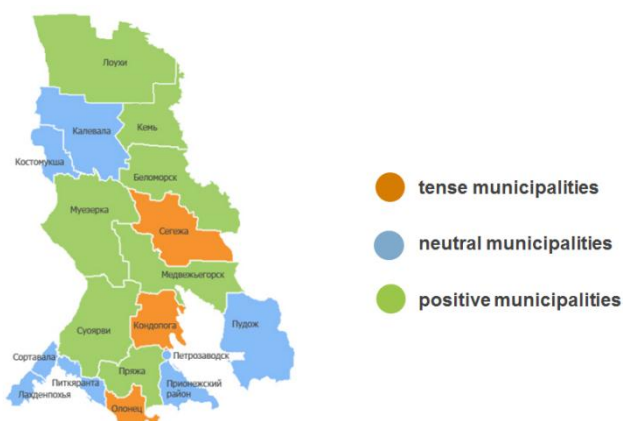 Лоухи
Калевала
Кемь
Костомукша
Беломорск
tense municipalities
Муезерка
Сегежа
neutral municipalities
Медвежьегорск
positive municipalities
Суоярви
Кондопога
Пудож
Сортавала
Петрозаводск
Питкяранта
Пряжа
Лахденпохья
Прионежский
район
Олонец